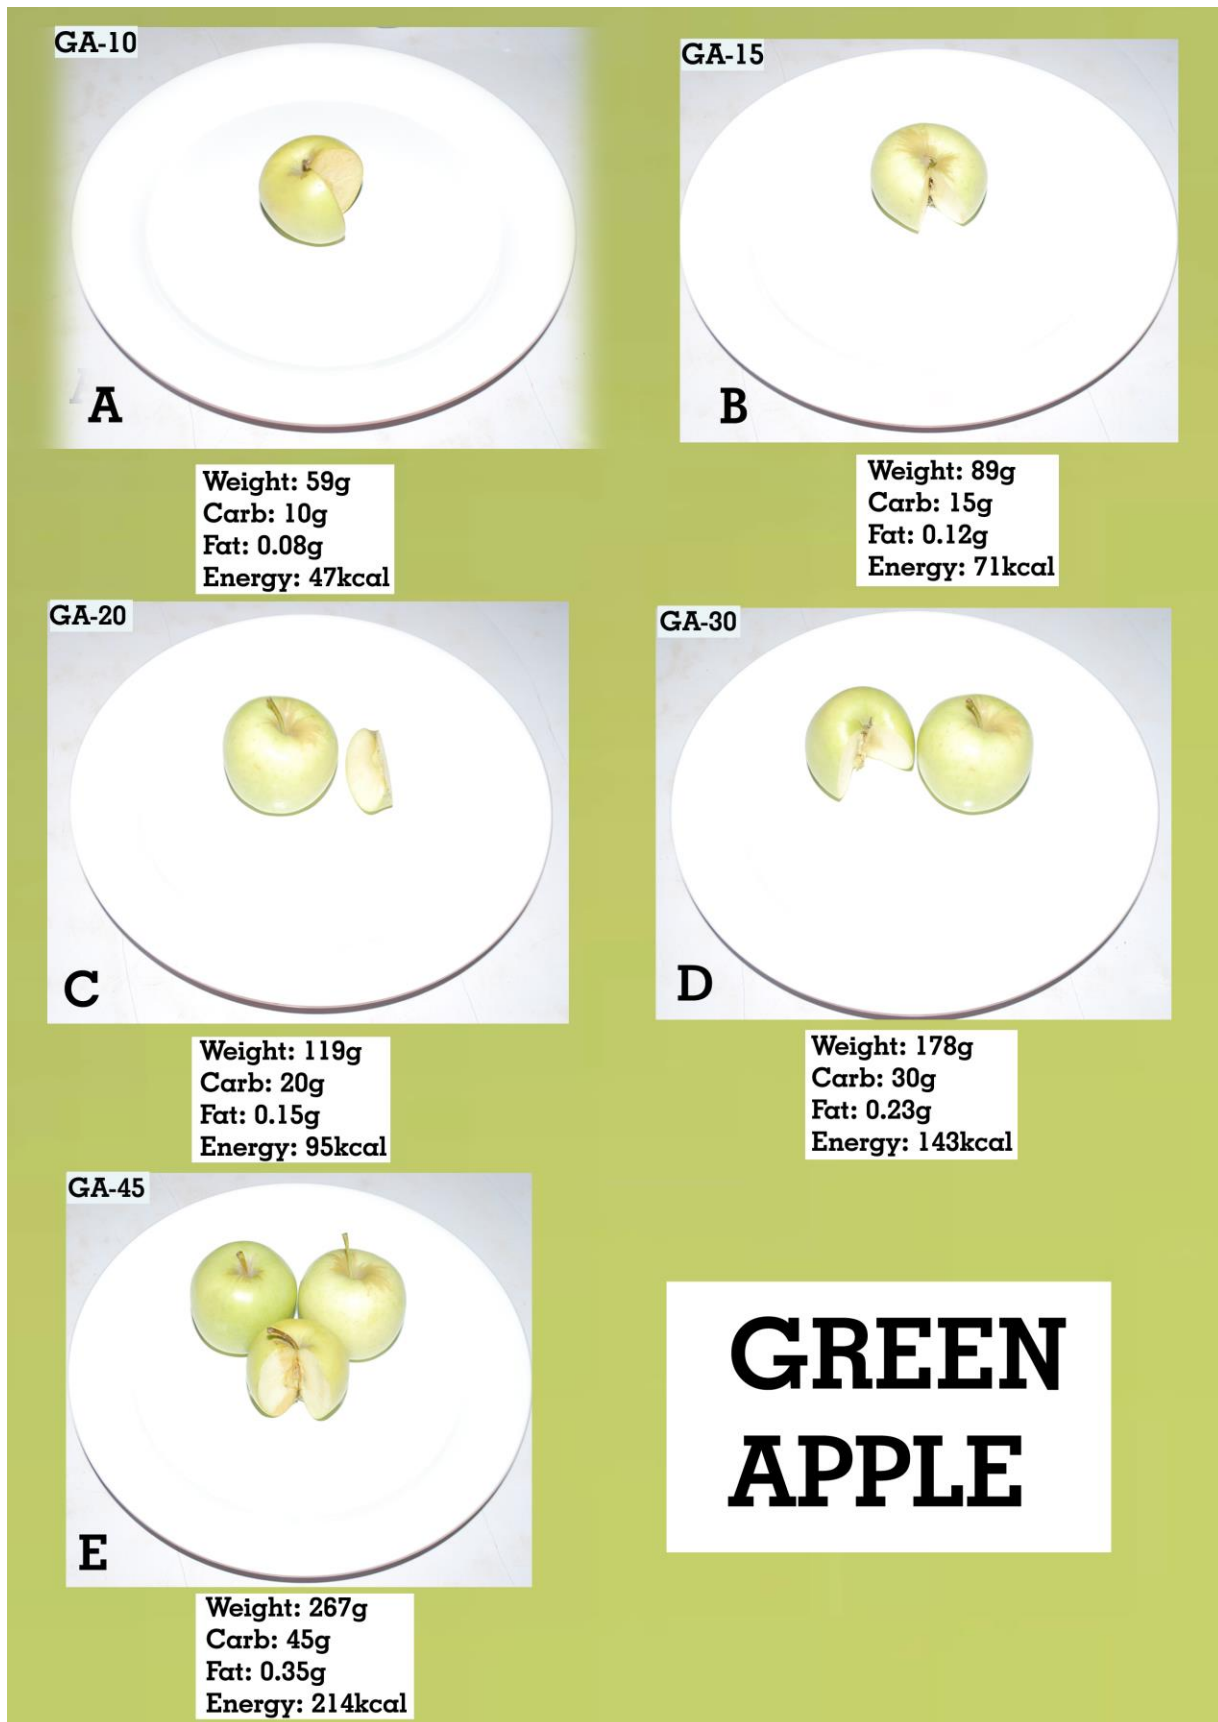 GA-10
A
Weight: 59g
Carb: 10g
Fat: 0.08g
Energy: 47kcal
GA-15
B
Weight: 89g
Carb: 15g
Fat: 0.12g
Energy: 71kcal
GA-20
C
Weight: 119g
Carb: 20g
Fat: 0.15g
Energy: 95kcal
GA-30
D
Weight: 178g
Carb: 30g
Fat: 0.23g
Energy: 143kcal
GA-45
E
Weight: 267g
Carb: 45g
Fat: 0.35g
Energy: 214kcal
GREEN
APPLE